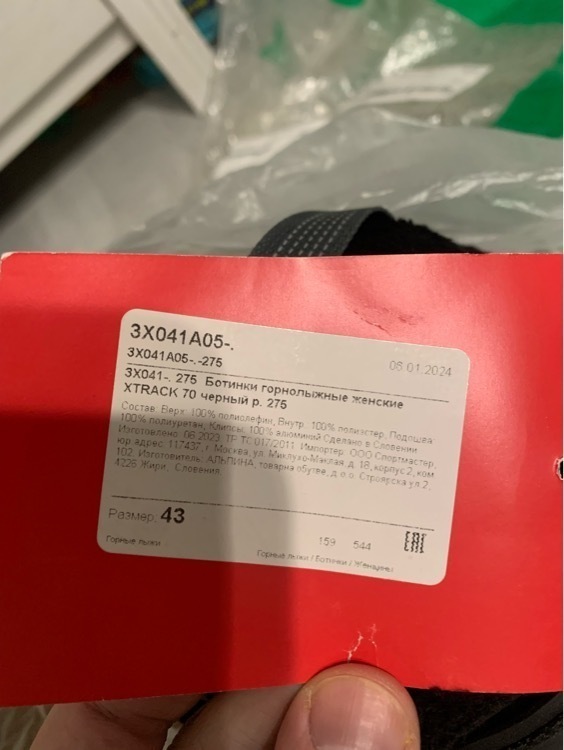 3X041A05-.
3X041A05-.-275
08.01.2024
3X041-. 275 Ботинки горнолыжные женские
XTRACK 70 черный р. 275
Состав: Верх: 100% полиолефин, Внутр: 100% полиэстер, Подошва:
100% полиуретан, Клипсы: 100% алюминий Сделано в Словении
Изготовлено: 06.2023. ТР ТС 017/2011. Импортер: ООО Спортмастер,
юр.адрес: 117437, г. Москва, ул. Миклухо-Маклая, д. 18, корпус 2, ком
102. Изготовитель: АЛЬПИНА, товарна обутве, д.о.о. Строярска ул.2,
4226 Жири, Словения.
Размер: 43
159 544
EAC
Горные лыжи
Горные лыжи / Ботинки / Женщины